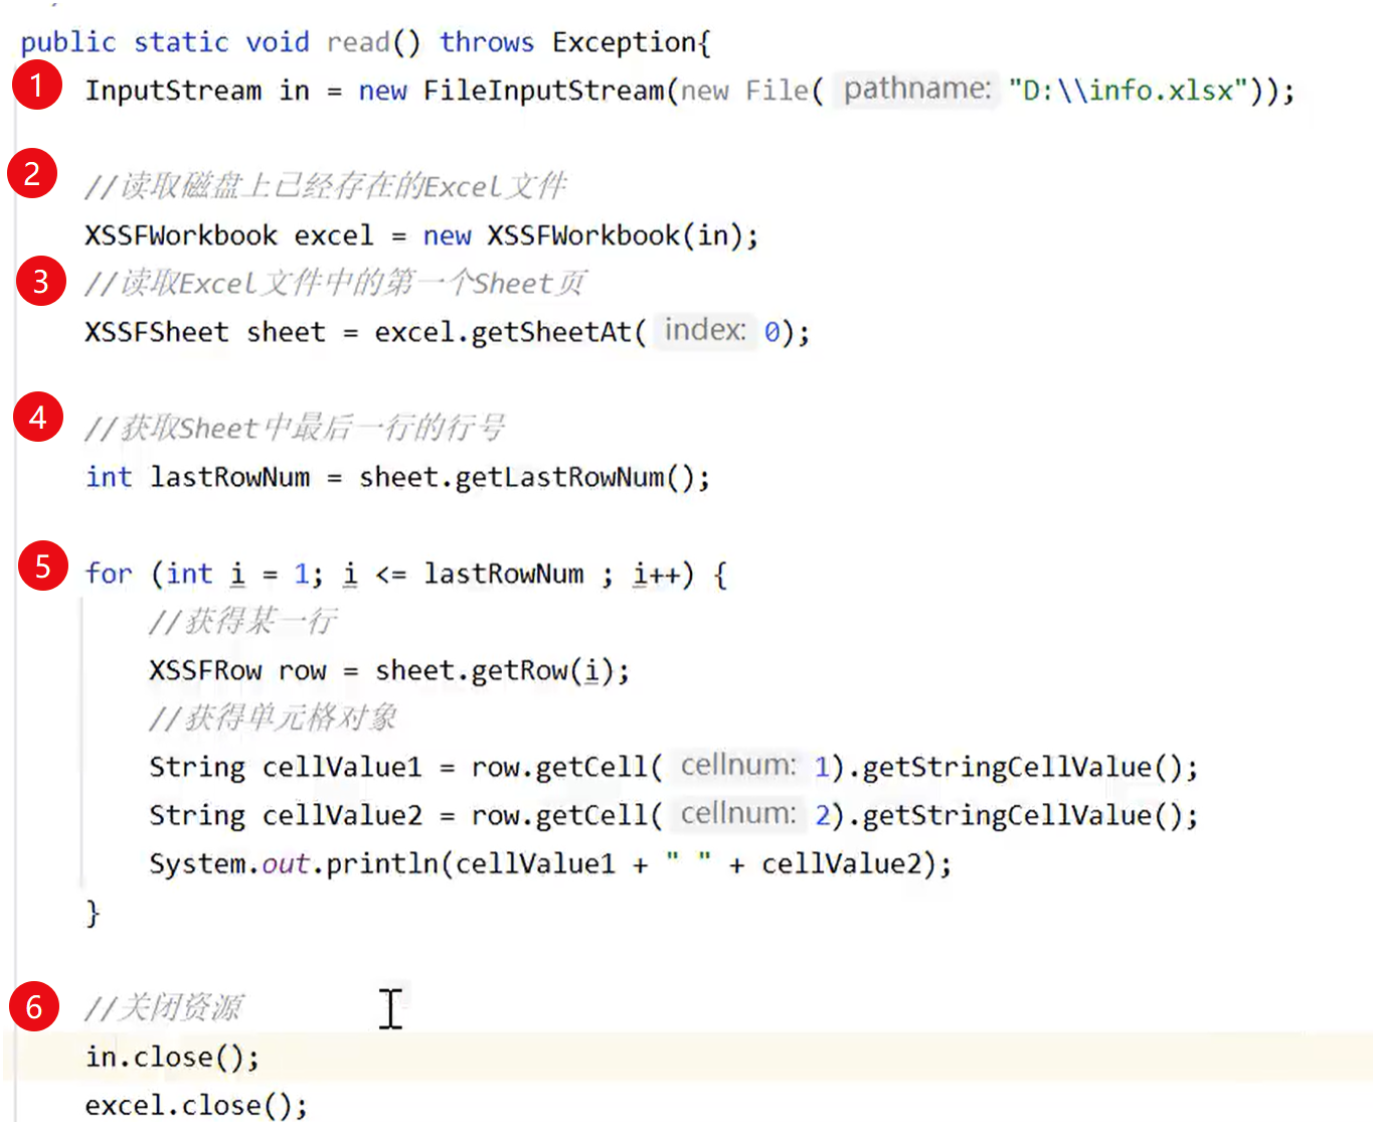 public static void read() throws Exception{
1 InputStream in = new FileInputStream(new File( pathname: "D:\\info.xlsx"));
2 //读取磁盘上已经存在的Excel文件
XSSFWorkbook excel = new XSSFWorkbook(in);
3 //读取Excel文件中的第一个Sheet页
XSSFSheet sheet = excel.getSheetAt( index: 0);
4 //获取Sheet中最后一行的行号
int lastRowNum = sheet.getLastRowNum();
5 for (int i = 1; i <= lastRowNum ; i++) {
//获得某一行
XSSFRow row = sheet.getRow(i);
//获得单元格对象
String cellValue1 = row.getCell( cellnum: 1).getStringCellValue();
String cellValue2 = row.getCell( cellnum: 2).getStringCellValue();
System.out.println(cellValue1 + " " + cellValue2);
}
6 //关闭资源
in.close();
excel.close();